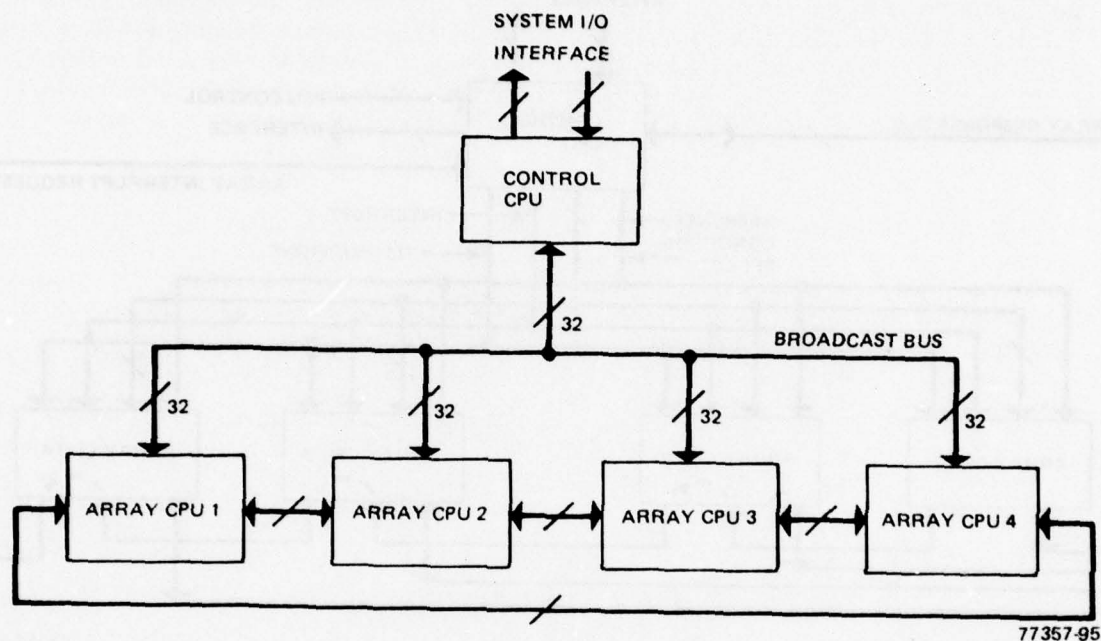 SYSTEM I/O
INTERFACE
CONTROL
CPU
32
BROADCAST BUS
32
32
32
32
ARRAY CPU 1
ARRAY CPU 2
ARRAY CPU 3
ARRAY CPU 4
77357-95